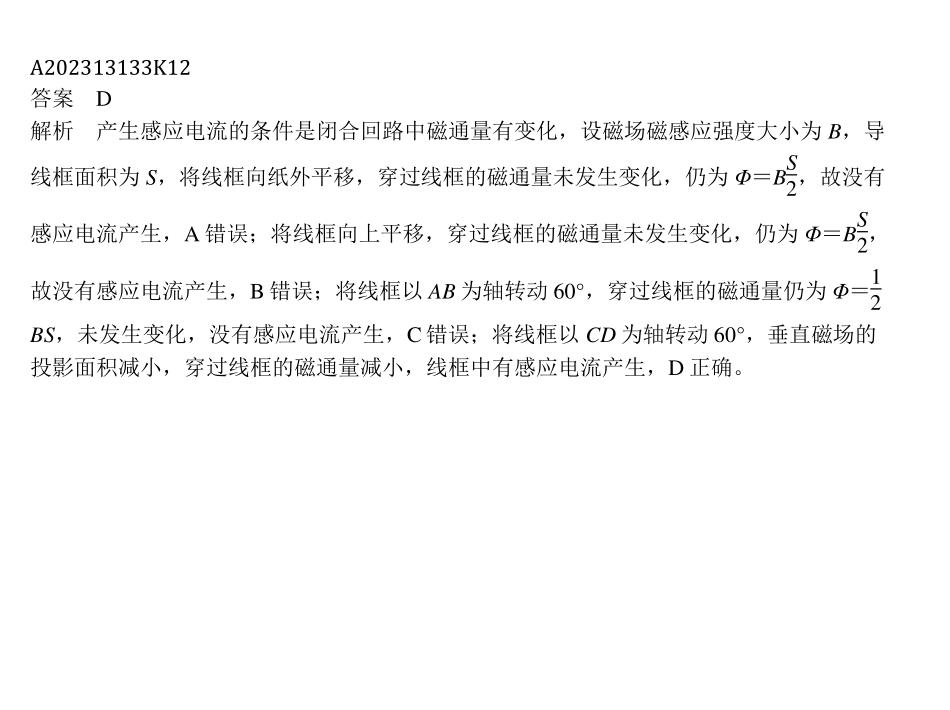 A202313133K12
答案　D
解析　产生感应电流的条件是闭合回路中磁通量有变化，设磁场磁感应强度大小为 B，导
线框面积为 S，将线框向纸外平移，穿过线框的磁通量未发生变化，仍为 Φ＝B\frac{S}{2}，故没有
感应电流产生，A 错误；将线框向上平移，穿过线框的磁通量未发生变化，仍为 Φ＝B\frac{S}{2}，
故没有感应电流产生，B 错误；将线框以 AB 为轴转动 60°，穿过线框的磁通量仍为 Φ＝\frac{1}{2}
BS，未发生变化，没有感应电流产生，C 错误；将线框以 CD 为轴转动 60°，垂直磁场的
投影面积减小，穿过线框的磁通量减小，线框中有感应电流产生，D 正确。